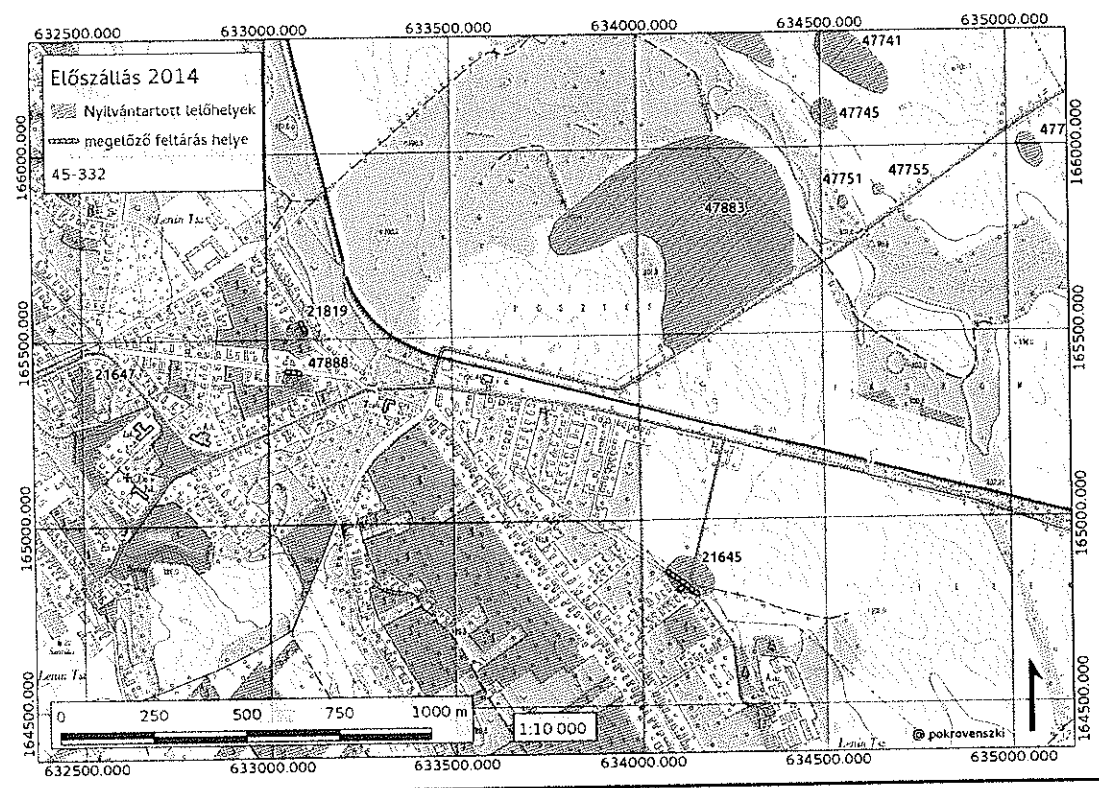 632500.000 633000.000 633500.000 634000.000 634500.000 635000.000
Előszállás 2014
Nyilvántartott lelőhelyek
megelőző feltárás helye
45-332
166000.000
166000.000
47741
47745
477
47755
47751
47883
Lenin Tsz
21819
165500.000
165500.000
47888
21647
165000.000
165000.000
21645
Lenin Tsz
0 250 500 750 1000 m
1:10 000
164500.000
164500.000
@ pokrovenszki
Lenin Tsz
632500.000 633000.000 633500.000 634000.000 634500.000 635000.000